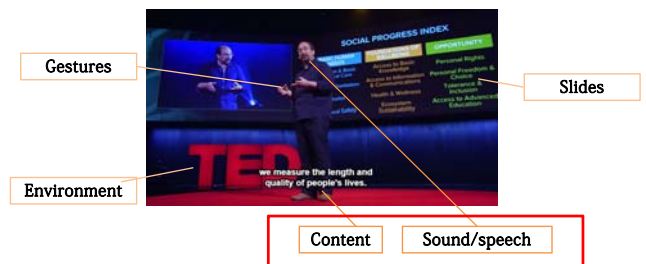 SOCIAL PROGRESS INDEX
OPPORTUNITY
Access to Basic
Knowledge
Access to Information
& Communications
Health & Wellness
Ecosystem
Sustainability
Personal Rights
Personal Freedom &
Choice
Tolerance &
Inclusion
Access to Advanced
Education
Gestures
Slides
TED
we measure the length and
quality of people's lives.
Environment
Content
Sound/speech